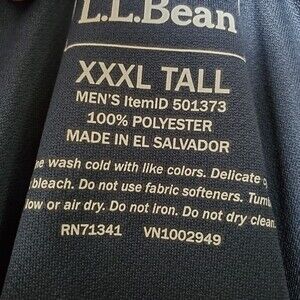 L.L.Bean
XXXL TALL
MEN'S ItemID 501373
100% POLYESTER
MADE IN EL SALVADOR
wash cold with like colors. Delicate
bleach. Do not use fabric softeners.
or air dry. Do not iron. Do not dry clean.
RN71341 VN1002949